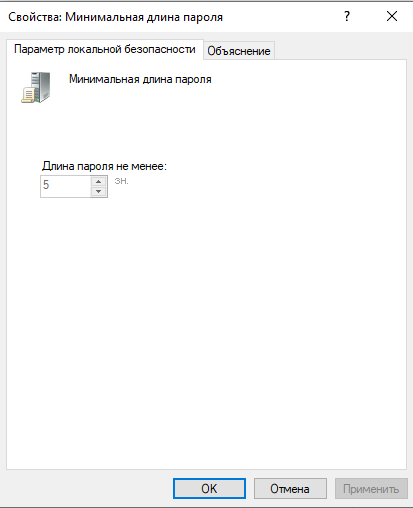 Свойства: Минимальная длина пароля
?
Параметр локальной безопасности Объяснение
Минимальная длина пароля
Длина пароля не менее:
5 зн.
OK Отмена Применить